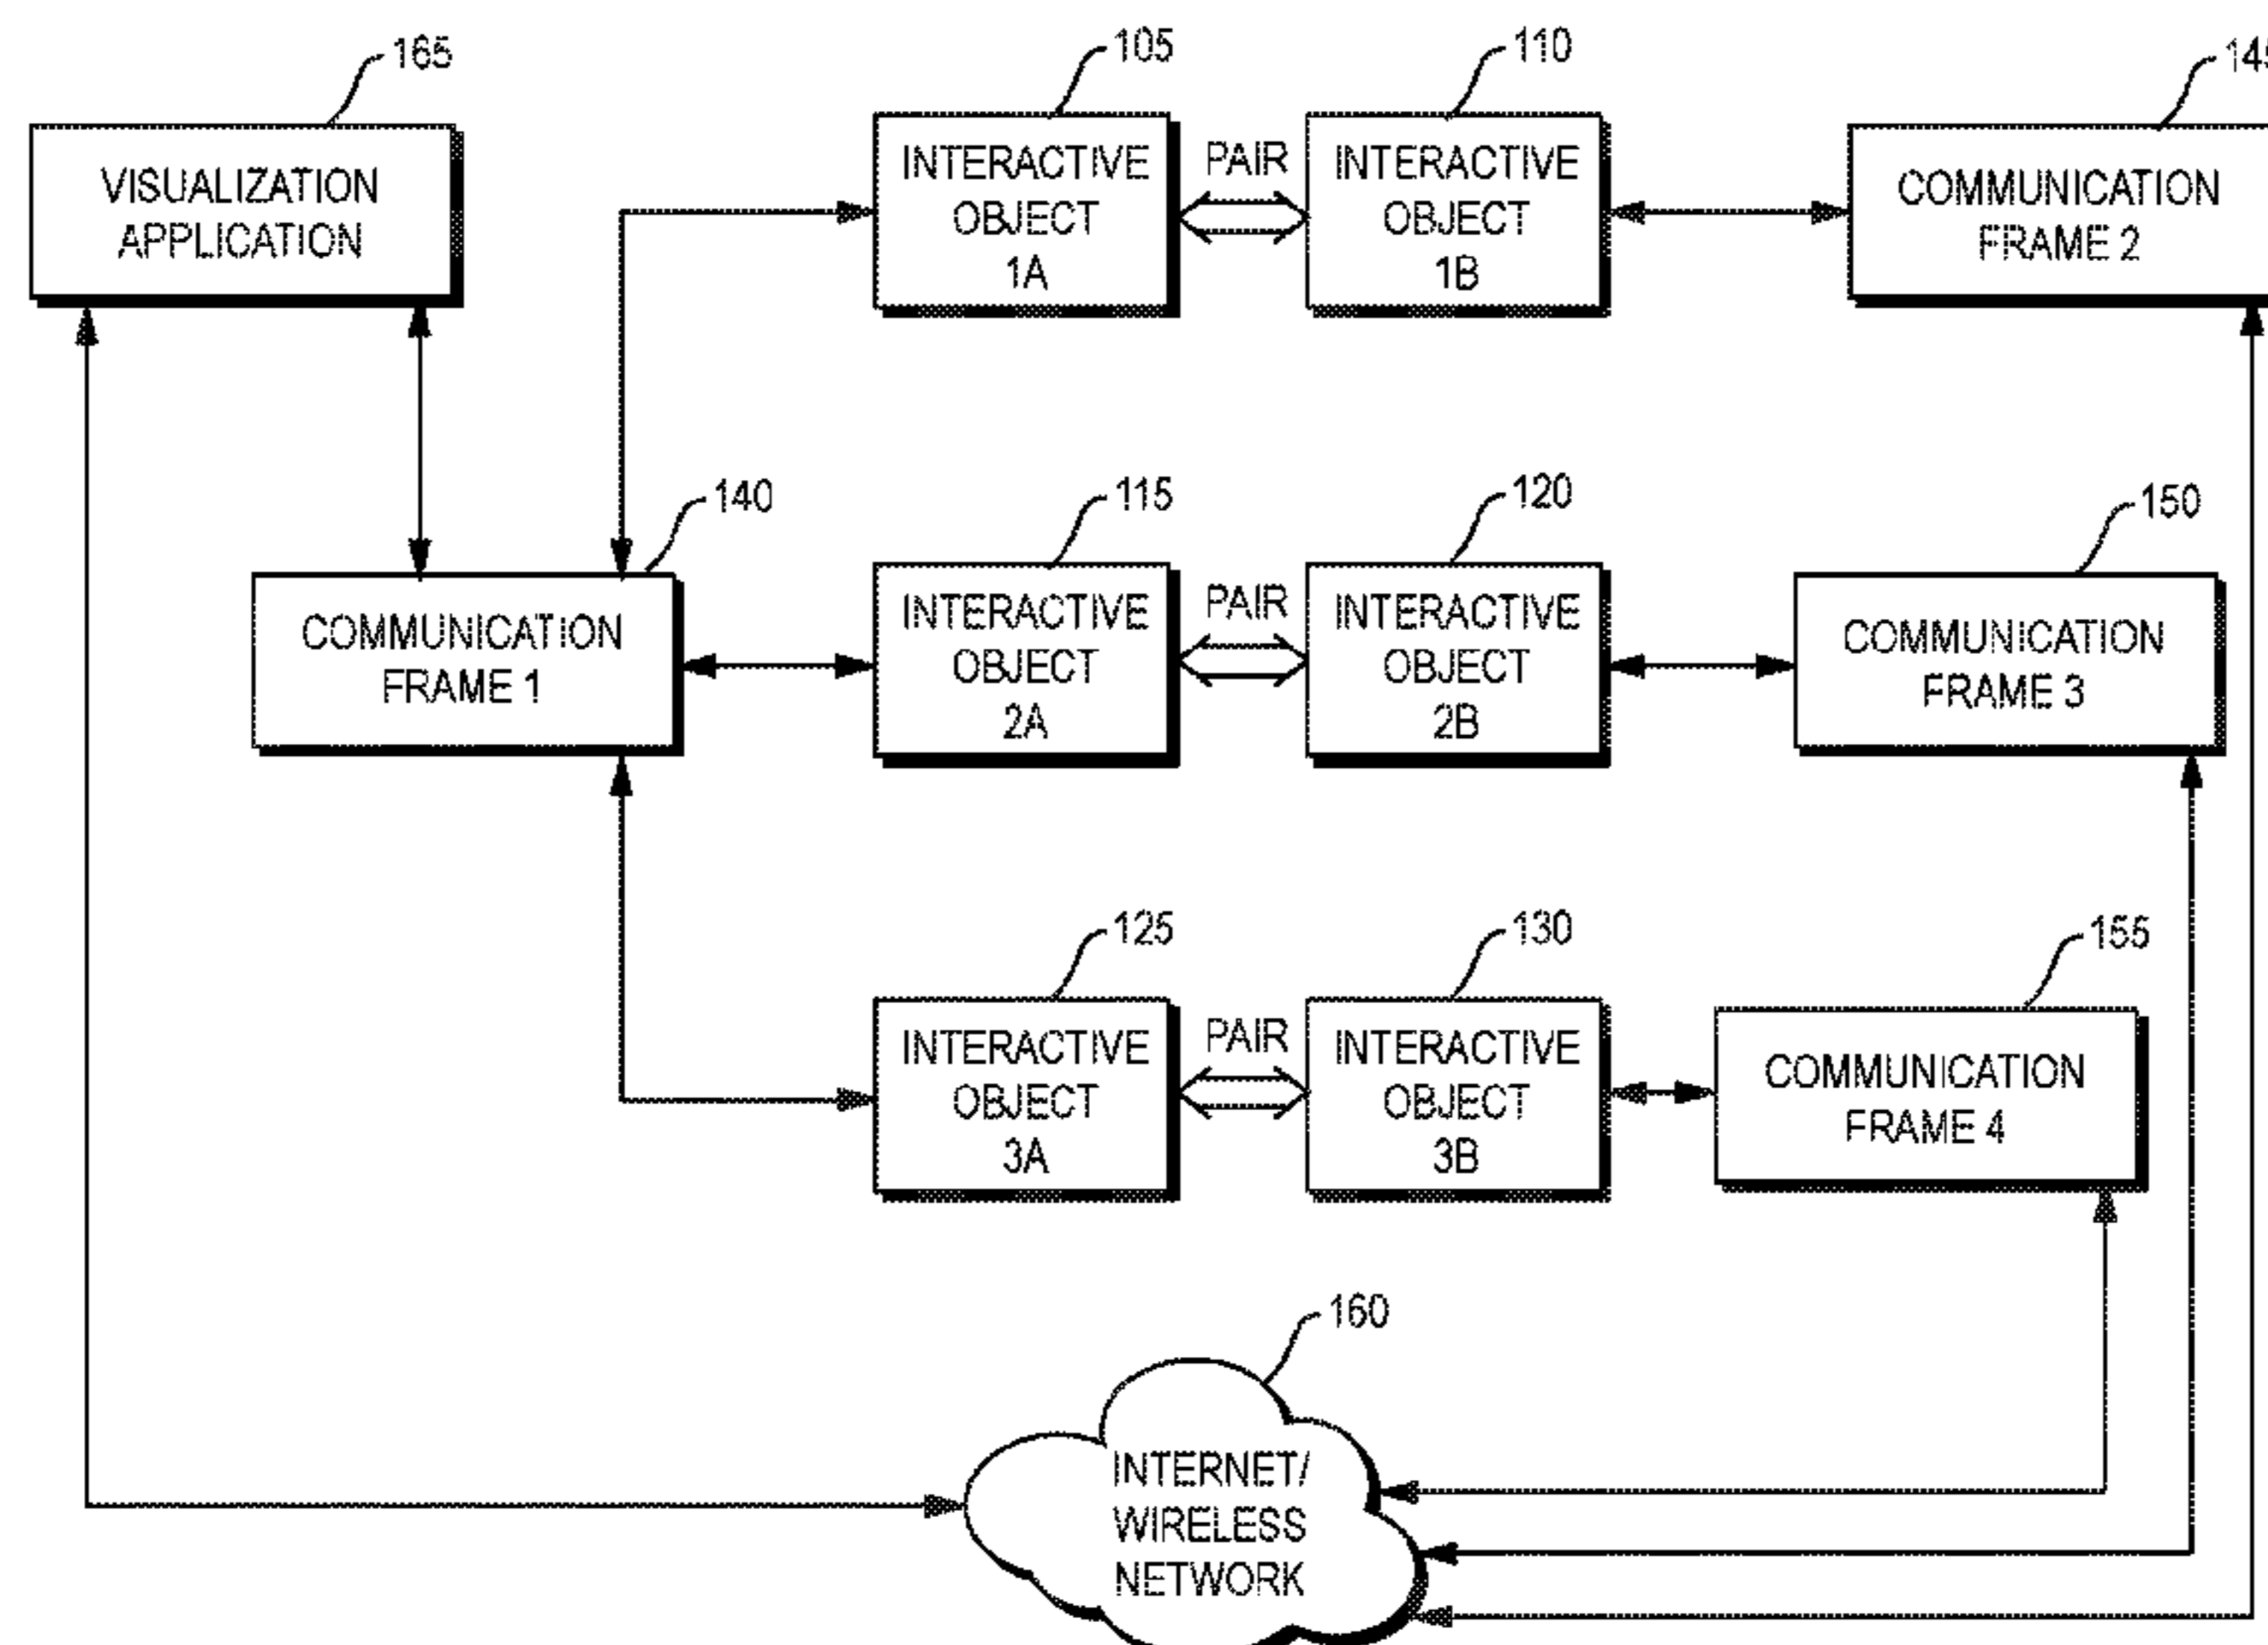 165
105
110
VISUALIZATION
APPLICATION
INTERACTIVE
OBJECT
1A
PAIR
INTERACTIVE
OBJECT
1B
COMMUNICATION
FRAME 2
140
115
120
150
COMMUNICATION
FRAME 1
INTERACTIVE
OBJECT
2A
PAIR
INTERACTIVE
OBJECT
2B
COMMUNICATION
FRAME 3
125
130
155
INTERACTIVE
OBJECT
3A
PAIR
INTERACTIVE
OBJECT
3B
COMMUNICATION
FRAME 4
160
INTERNET/
WIRELESS
NETWORK